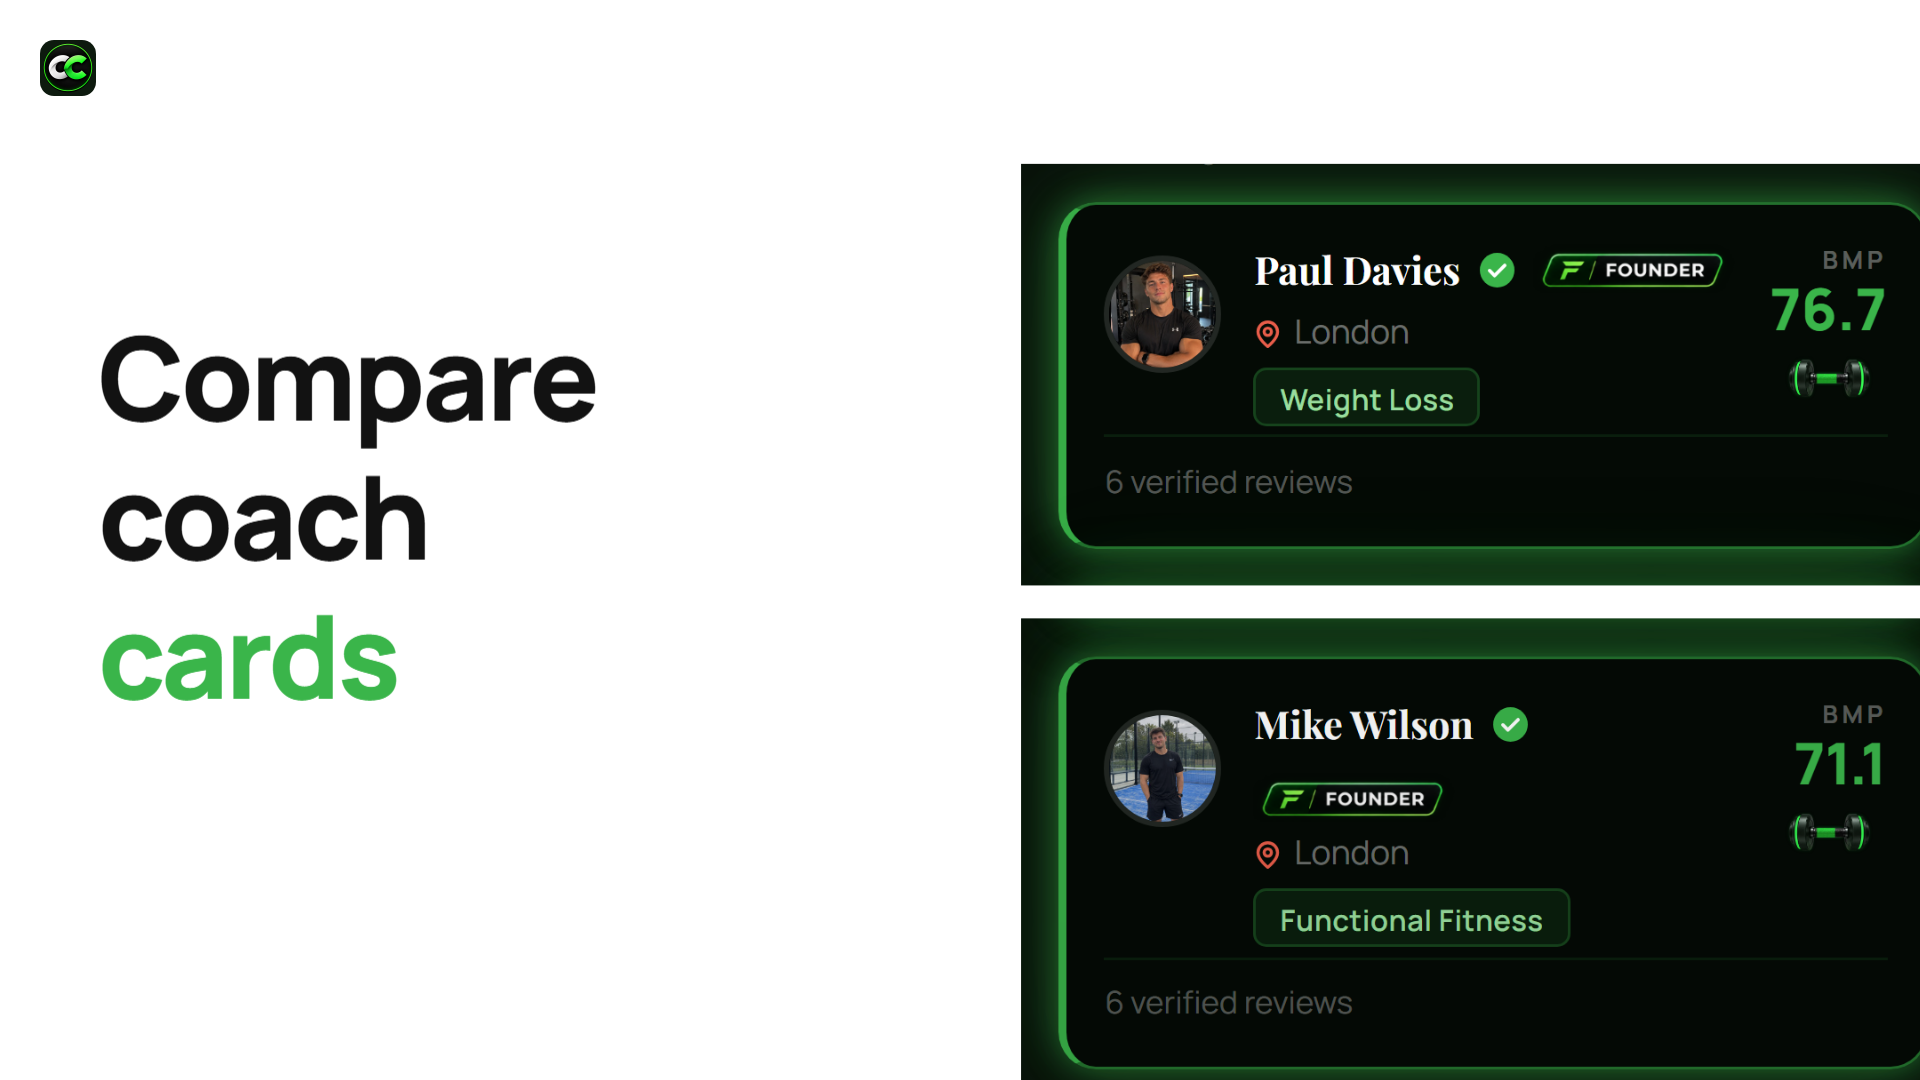 CC
Compare
coach
cards
Paul Davies
F / FOUNDER
BMP
76.7
London
Weight Loss
6 verified reviews
Mike Wilson
BMP
71.1
F / FOUNDER
London
Functional Fitness
6 verified reviews